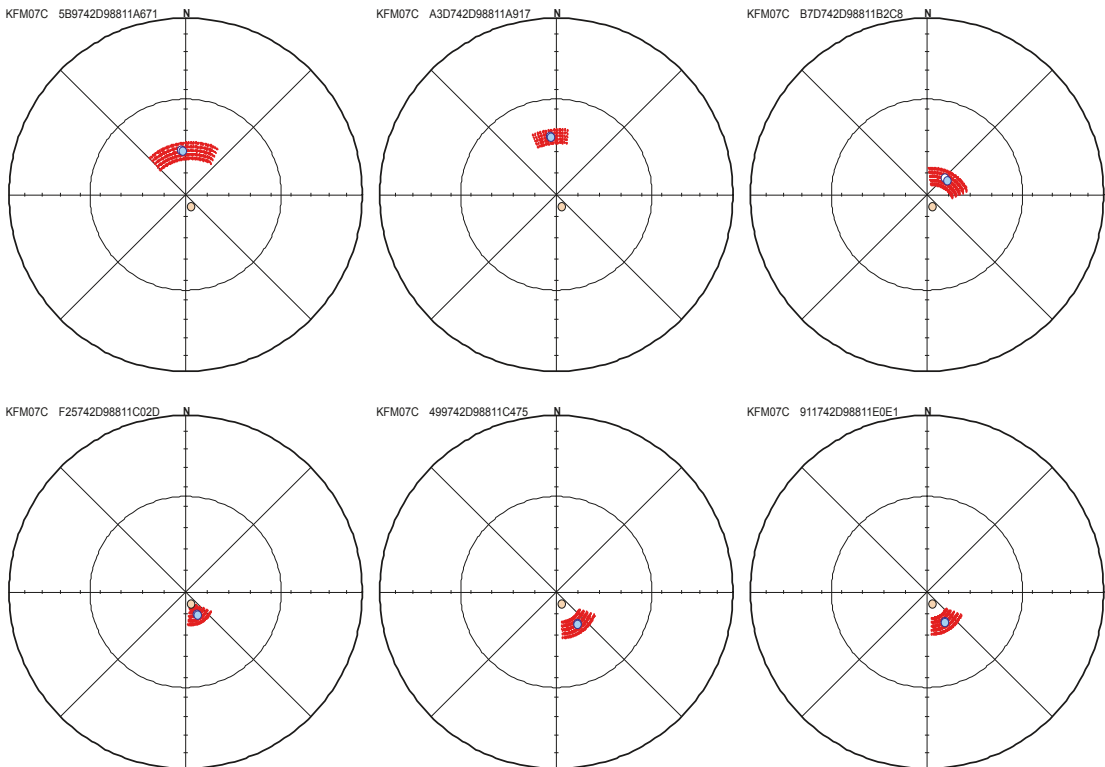 KFM07C 5B9742D98811A671 N
KFM07C A3D742D98811A917 N
KFM07C B7D742D98811B2C8 N
KFM07C F25742D98811C02D N
KFM07C 499742D98811C475 N
KFM07C 911742D98811E0E1 N